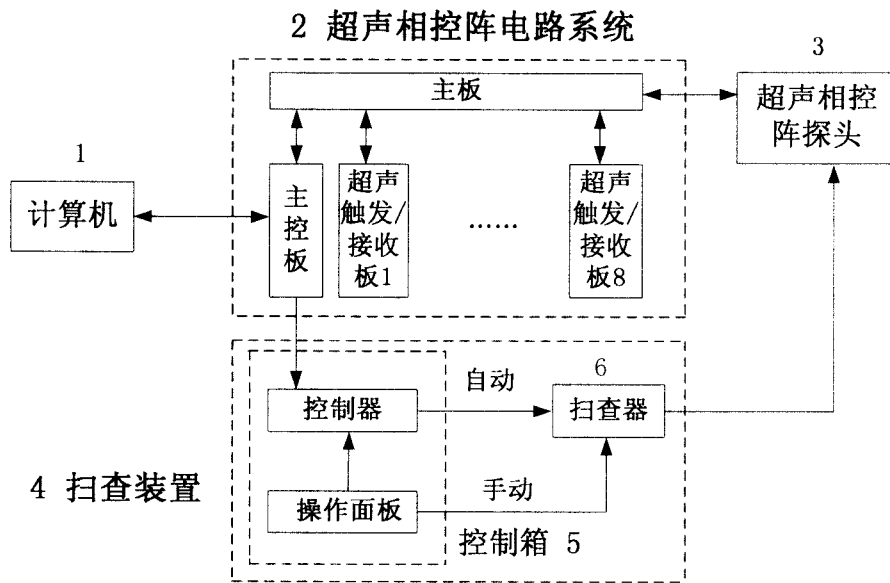 2 超声相控阵电路系统
3
主板
超声相控
阵探头
1
计算机
主
控
板
超声
触发/
接收
板1
……
超声
触发/
接收
板8
自动
6
控制器
扫查器
4 扫查装置
手动
操作面板
控制箱 5